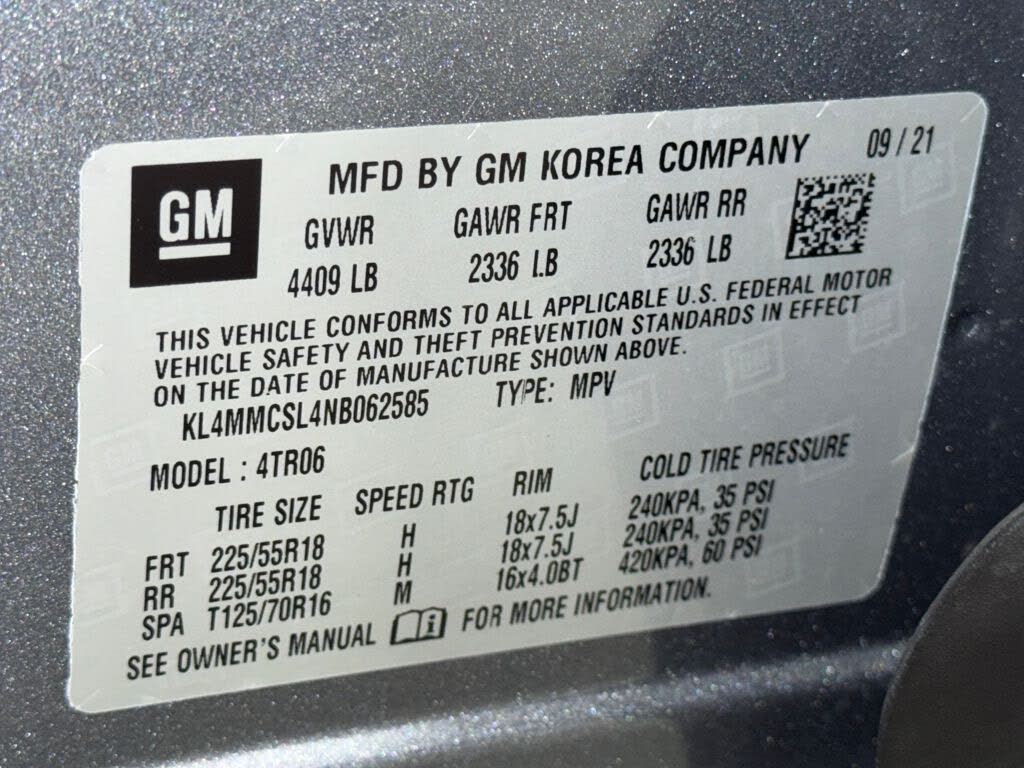 GM
MFD BY GM KOREA COMPANY 09 / 21
GVWR GAWR FRT GAWR RR
4409 LB 2336 LB 2336 LB
THIS VEHICLE CONFORMS TO ALL APPLICABLE U.S. FEDERAL MOTOR
VEHICLE SAFETY AND THEFT PREVENTION STANDARDS IN EFFECT
ON THE DATE OF MANUFACTURE SHOWN ABOVE.
KL4MMCSL4NB062585 TYPE: MPV
MODEL : 4TR06
TIRE SIZE SPEED RTG RIM COLD TIRE PRESSURE
FRT 225/55R18 H 18x7.5J 240KPA, 35 PSI
RR 225/55R18 H 18x7.5J 240KPA, 35 PSI
SPA T125/70R16 M 16x4.0BT 420KPA, 60 PSI
SEE OWNER'S MANUAL i FOR MORE INFORMATION.